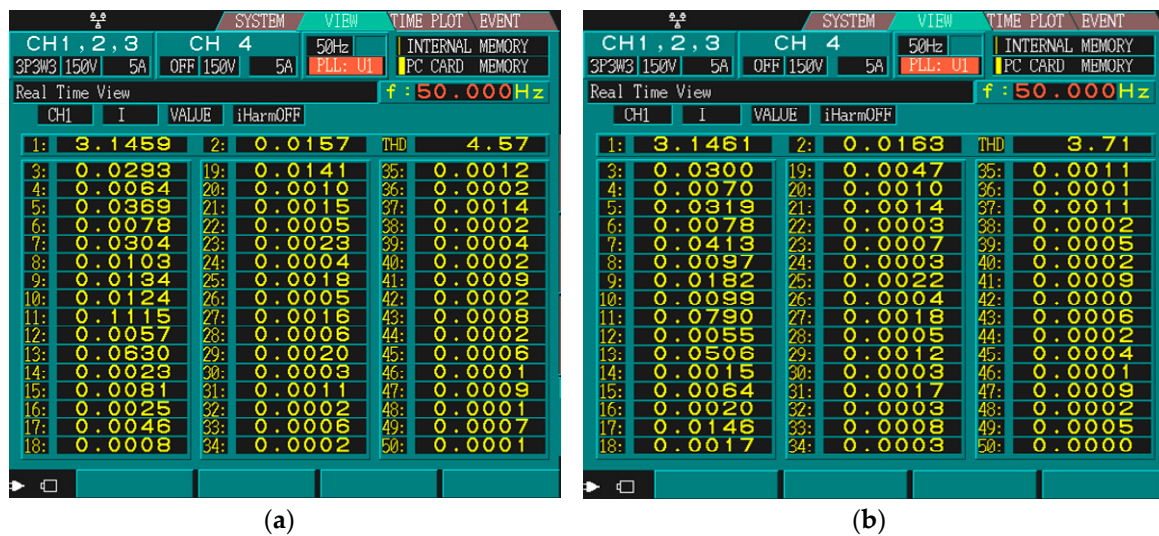 SYSTEM VIEW TIME PLOT EVENT
CH1,2,3 CH 4 50Hz INTERNAL MEMORY
3P3W3 150V 5A OFF 150V 5A PLL: U1 PC CARD MEMORY
Real Time View f:50.000Hz
CH1 I VALUE iHarmOFF
1: 3.1459 2: 0.0157 THD 4.57
3: 0.0293 19: 0.0141 35: 0.0012
4: 0.0064 20: 0.0010 36: 0.0002
5: 0.0369 21: 0.0015 37: 0.0014
6: 0.0078 22: 0.0005 38: 0.0002
7: 0.0304 23: 0.0023 39: 0.0004
8: 0.0103 24: 0.0004 40: 0.0002
9: 0.0134 25: 0.0018 41: 0.0009
10: 0.0124 26: 0.0005 42: 0.0002
11: 0.1115 27: 0.0016 43: 0.0008
12: 0.0057 28: 0.0006 44: 0.0002
13: 0.0630 29: 0.0020 45: 0.0006
14: 0.0023 30: 0.0003 46: 0.0001
15: 0.0081 31: 0.0011 47: 0.0009
16: 0.0025 32: 0.0002 48: 0.0001
17: 0.0046 33: 0.0006 49: 0.0007
18: 0.0008 34: 0.0002 50: 0.0001
(a)
SYSTEM VIEW TIME PLOT EVENT
CH1,2,3 CH 4 50Hz INTERNAL MEMORY
3P3W3 150V 5A OFF 150V 5A PLL: U1 PC CARD MEMORY
Real Time View f:50.000Hz
CH1 I VALUE iHarmOFF
1: 3.1461 2: 0.0163 THD 3.71
3: 0.0300 19: 0.0047 35: 0.0011
4: 0.0070 20: 0.0010 36: 0.0001
5: 0.0319 21: 0.0014 37: 0.0011
6: 0.0078 22: 0.0003 38: 0.0002
7: 0.0413 23: 0.0007 39: 0.0005
8: 0.0097 24: 0.0003 40: 0.0002
9: 0.0182 25: 0.0022 41: 0.0009
10: 0.0099 26: 0.0004 42: 0.0000
11: 0.0790 27: 0.0018 43: 0.0006
12: 0.0055 28: 0.0005 44: 0.0002
13: 0.0506 29: 0.0012 45: 0.0004
14: 0.0015 30: 0.0003 46: 0.0001
15: 0.0064 31: 0.0017 47: 0.0009
16: 0.0020 32: 0.0003 48: 0.0002
17: 0.0146 33: 0.0008 49: 0.0005
18: 0.0017 34: 0.0003 50: 0.0000
(b)